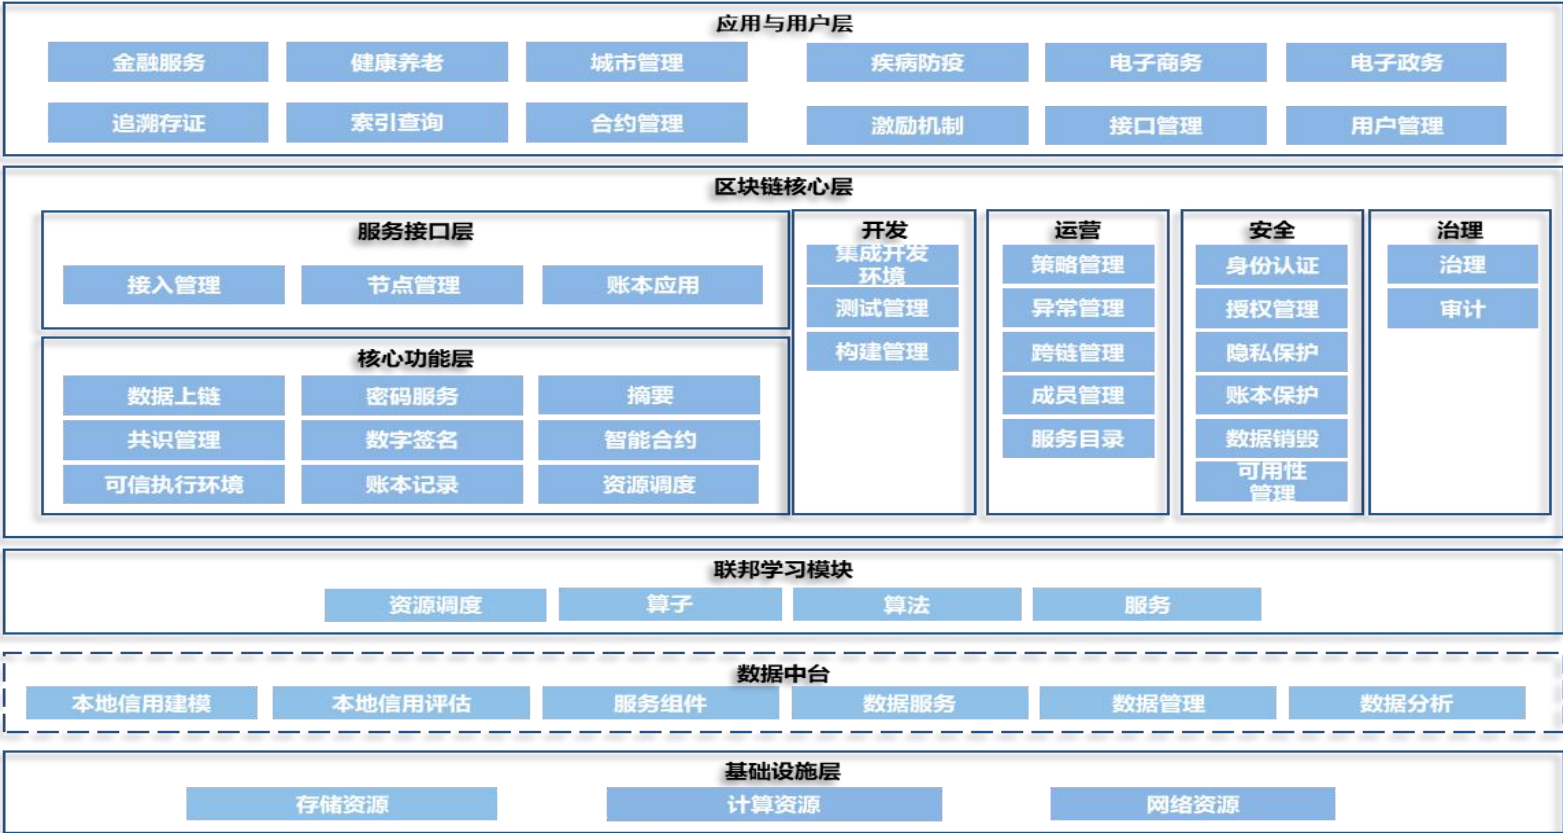 应用与用户层
金融服务 健康养老 城市管理 疾病防疫 电子商务 电子政务
追溯存证 索引查询 合约管理 激励机制 接口管理 用户管理
区块链核心层
服务接口层
接入管理 节点管理 账本应用
核心功能层
数据上链 密码服务 摘要
共识管理 数字签名 智能合约
可信执行环境 账本记录 资源调度
开发
集成开发
环境
测试管理
构建管理
运营
策略管理
异常管理
跨链管理
成员管理
服务目录
安全
身份认证
授权管理
隐私保护
账本保护
数据销毁
可用性
管理
治理
治理
审计
联邦学习模块
资源调度 算子 算法 服务
数据中台
本地信用建模 本地信用评估 服务组件 数据服务 数据管理 数据分析
基础设施层
存储资源 计算资源 网络资源